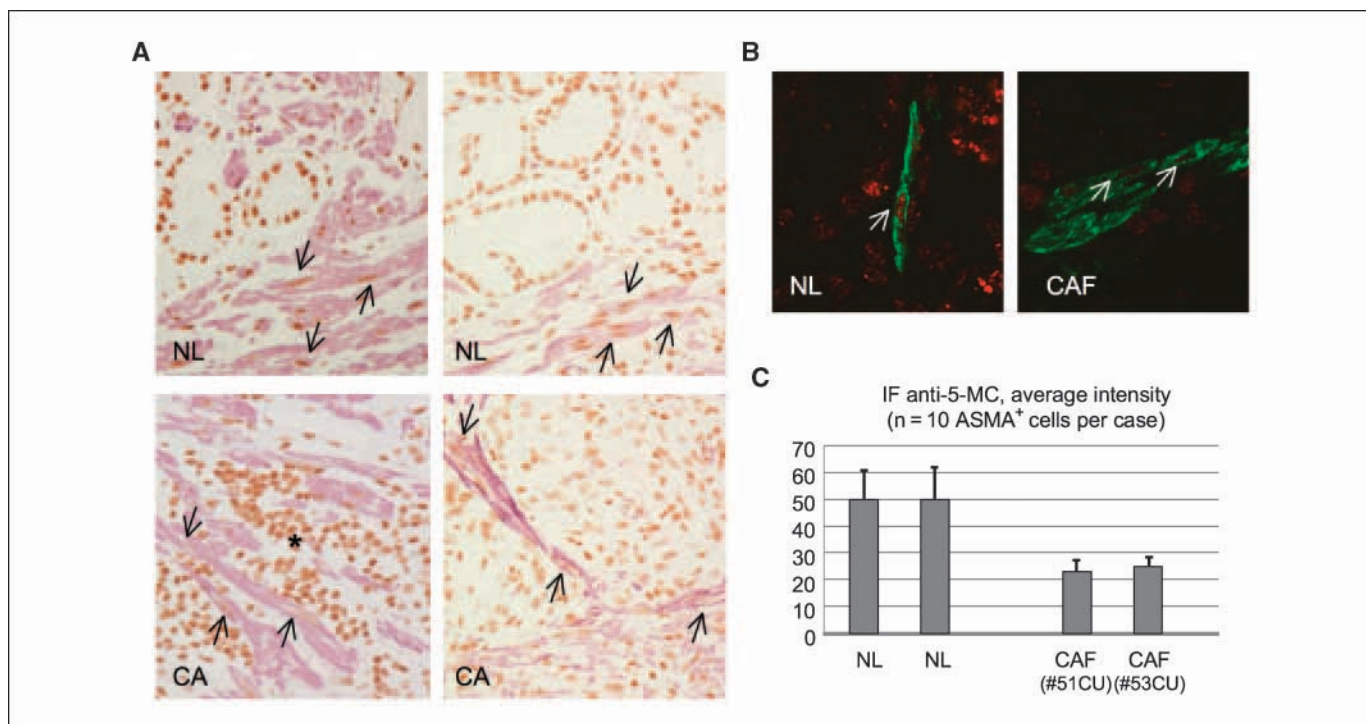 A
B
NL
NL
NL
CAF
CA
*
CA
C
IF anti-5-MC, average intensity
(n = 10 ASMA⁺ cells per case)
70
60
50
40
30
20
10
0
NL
NL
CAF
(#51CU)
CAF
(#53CU)